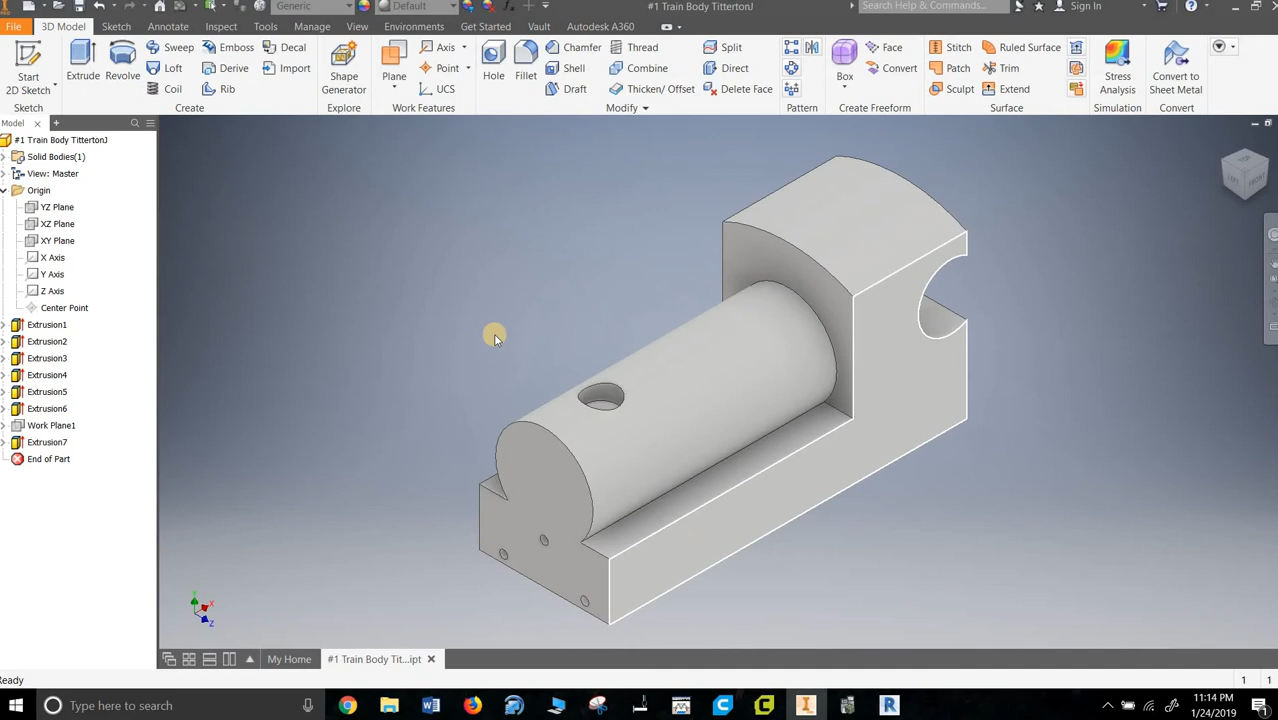 Generic
Default
#1 Train Body TittertonJ
Search Help & Commands...
Sign In
File
3D Model
Sketch
Annotate
Inspect
Tools
Manage
View
Environments
Get Started
Vault
Autodesk A360
Start
2D Sketch
Extrude
Revolve
Sweep
Loft
Coil
Emboss
Derive
Rib
Decal
Import
Shape
Generator
Plane
Axis
Point
UCS
Hole
Fillet
Chamfer
Shell
Draft
Thread
Combine
Thicken/ Offset
Split
Direct
Delete Face
Box
Face
Convert
Stitch
Patch
Sculpt
Ruled Surface
Trim
Extend
Stress
Analysis
Convert to
Sheet Metal
Sketch
Create
Explore
Work Features
Modify
Pattern
Create Freeform
Surface
Simulation
Convert
Model
#1 Train Body TittertonJ
Solid Bodies(1)
View: Master
Origin
YZ Plane
XZ Plane
XY Plane
X Axis
Y Axis
Z Axis
Center Point
Extrusion1
Extrusion2
Extrusion3
Extrusion4
Extrusion5
Extrusion6
Work Plane1
Extrusion7
End of Part
TOP
LEFT
FRONT
Y
X
Z
My Home
#1 Train Body Tit...ipt
Ready
1
1
Type here to search
11:14 PM
1/24/2019